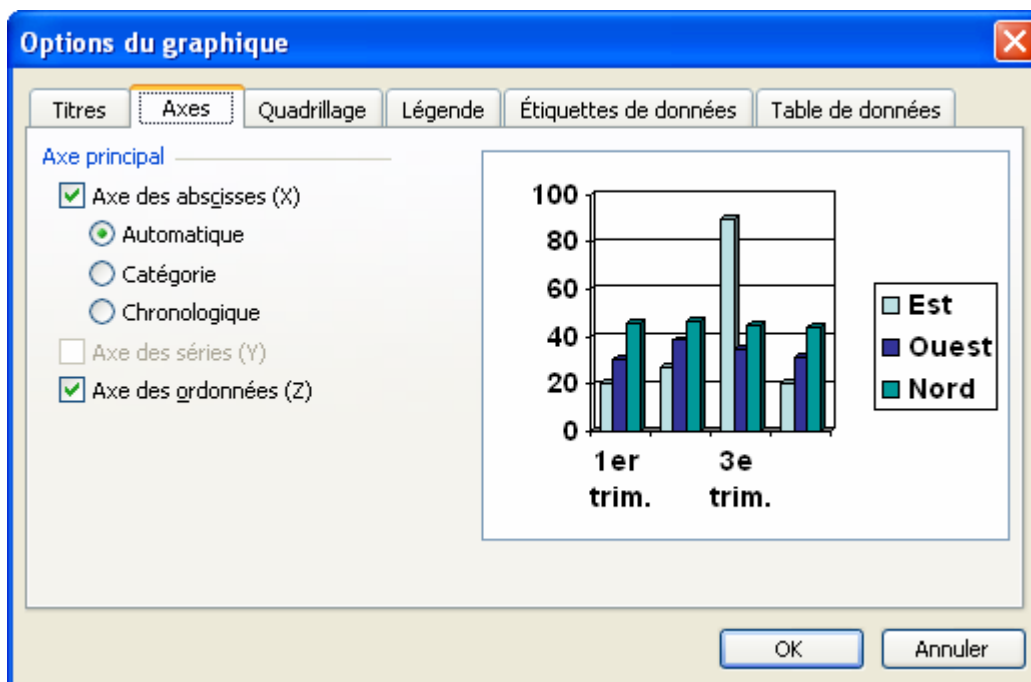 Options du graphique
Titres
Axes
Quadrillage
Légende
Étiquettes de données
Table de données
Axe principal
Axe des abscisses (X)
Automatique
Catégorie
Chronologique
Axe des séries (Y)
Axe des ordonnées (Z)
100
80
60
40
20
0
1er
trim.
3e
trim.
Est
Ouest
Nord
OK
Annuler